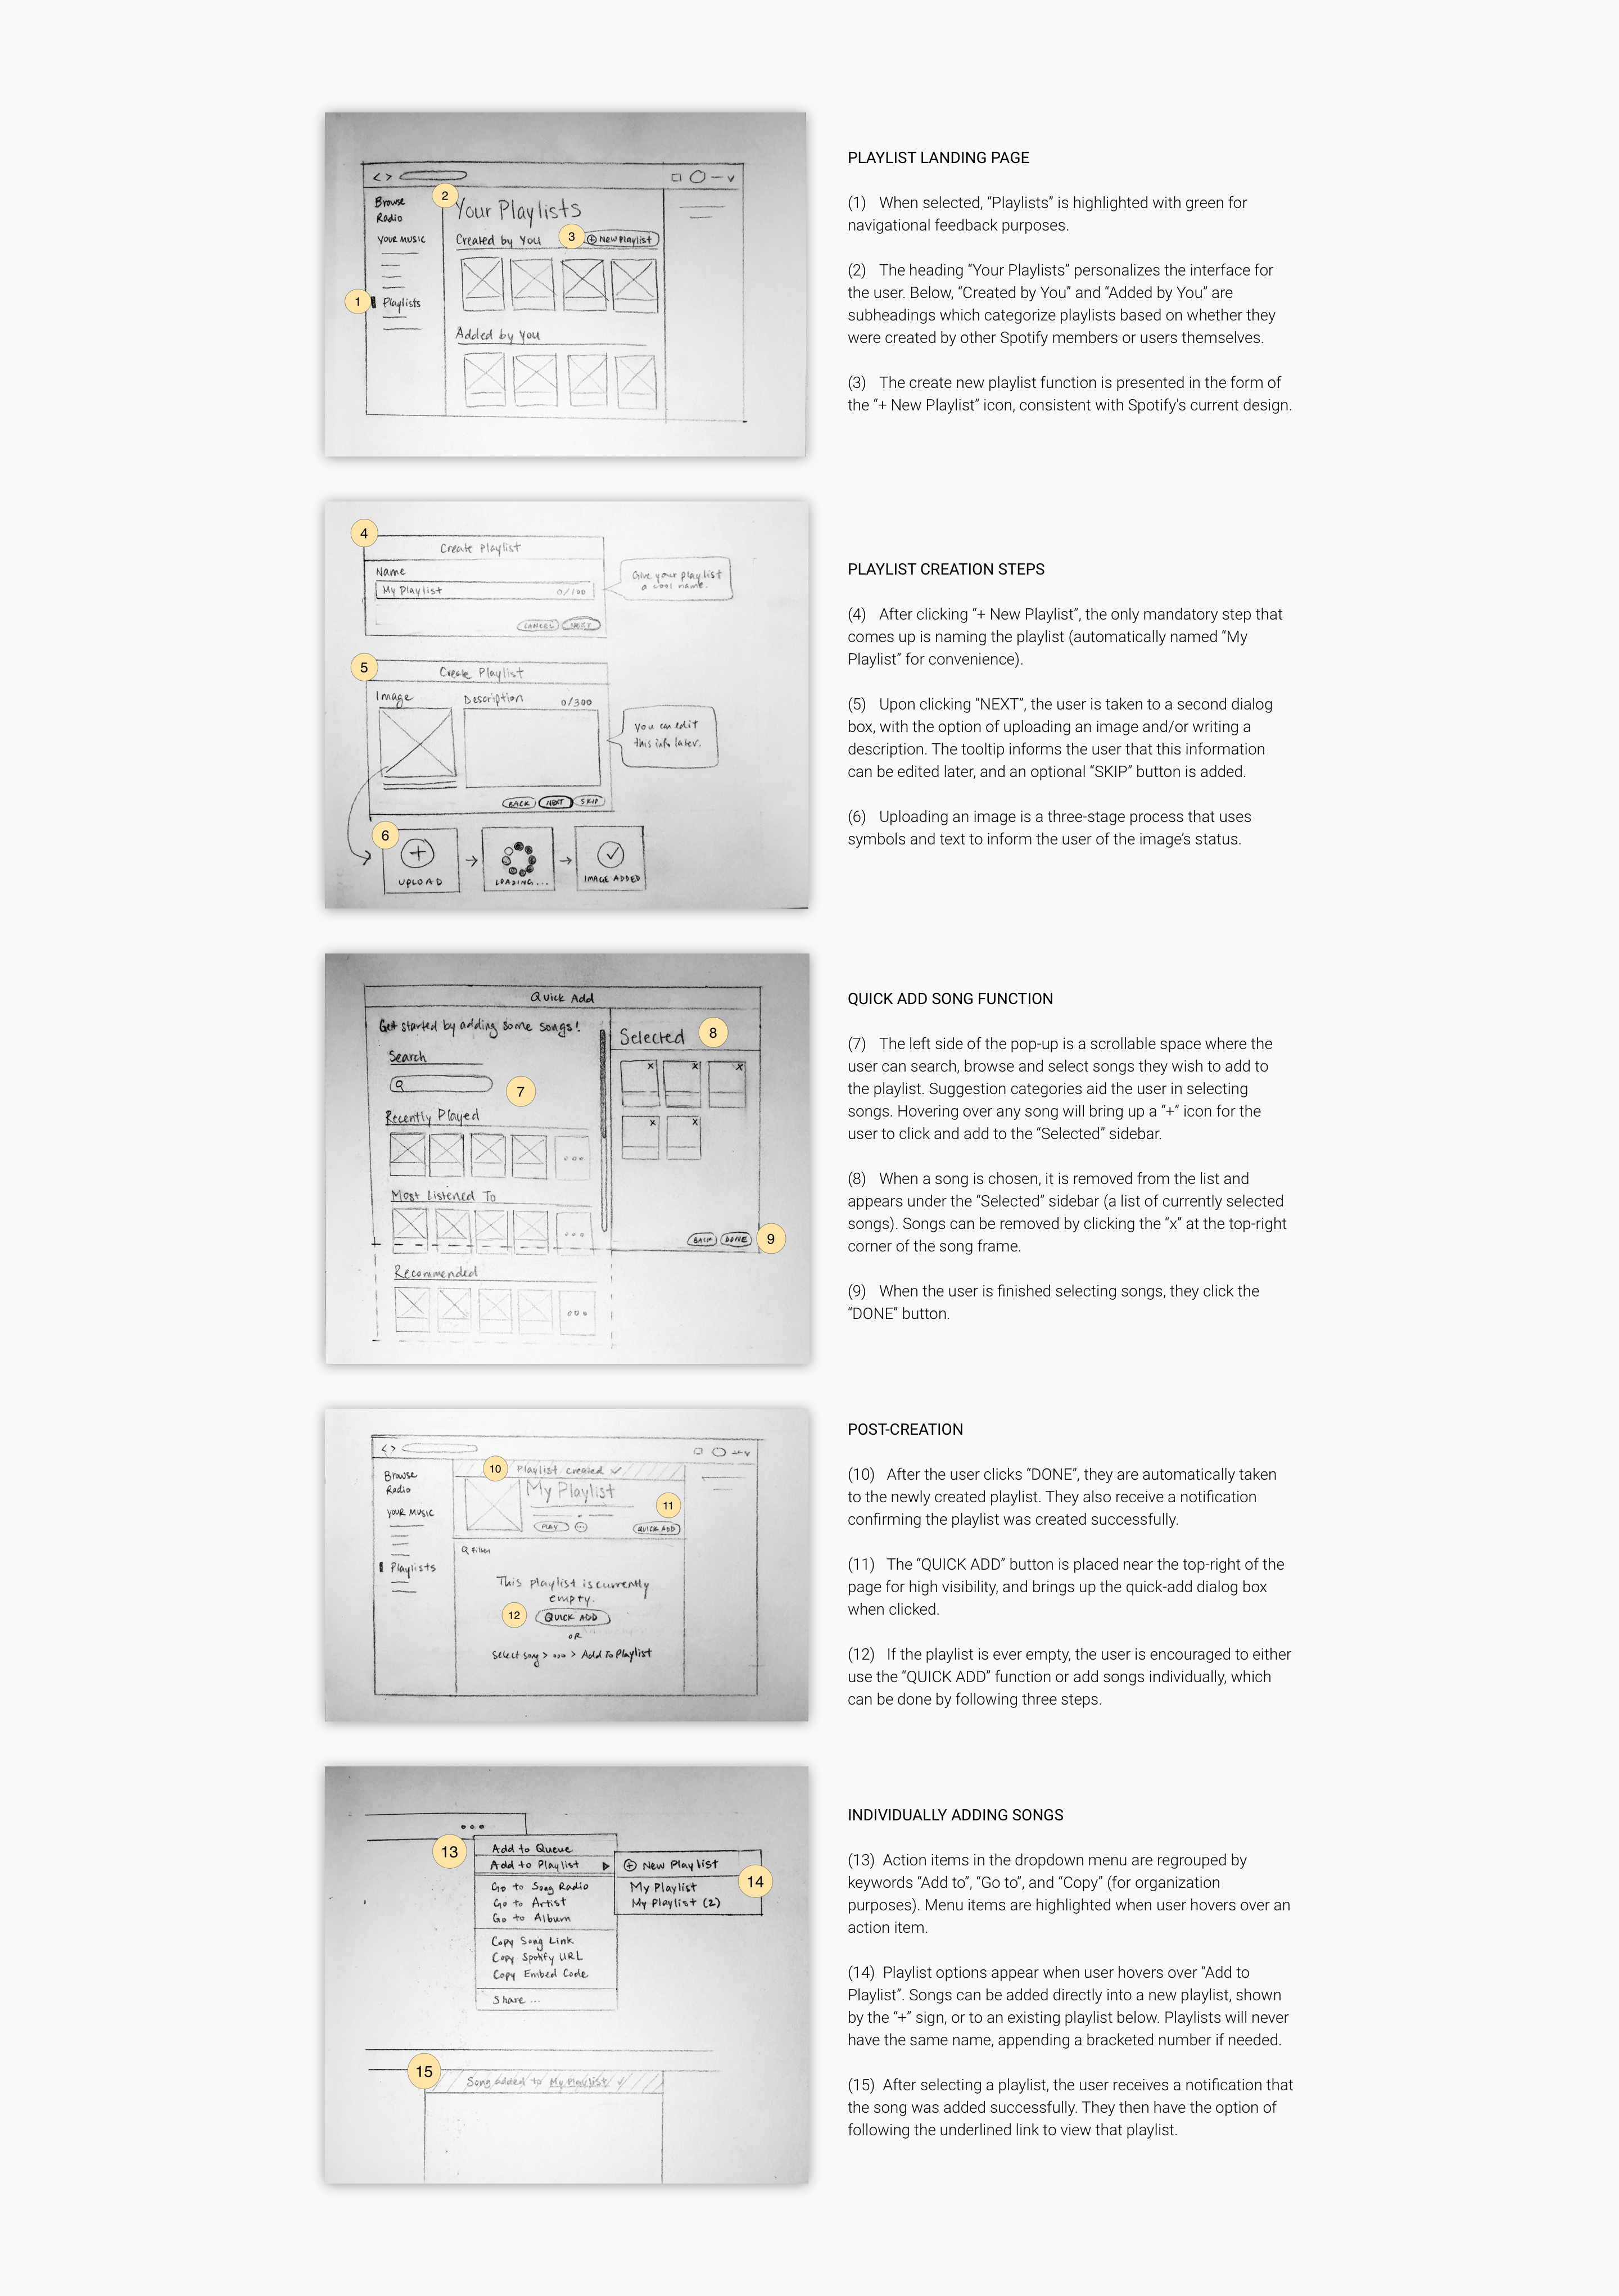 < >
Browse
Radio
YOUR MUSIC
Playlists
1
2
Your Playlists
Created by You
3
+ New Playlist
Added by You
PLAYLIST LANDING PAGE
(1) When selected, “Playlists” is highlighted with green for
navigational feedback purposes.
(2) The heading “Your Playlists” personalizes the interface for
the user. Below, “Created by You” and “Added by You” are
subheadings which categorize playlists based on whether they
were created by other Spotify members or users themselves.
(3) The create new playlist function is presented in the form of
the “+ New Playlist” icon, consistent with Spotify's current design.
4
Create Playlist
Name
My Playlist 0/100
CANCEL NEXT
Give your playlist
a cool name.
5
Create Playlist
Image Description 0/300
you can edit
this info later.
BACK NEXT SKIP
6
UPLOAD
LOADING...
IMAGE ADDED
PLAYLIST CREATION STEPS
(4) After clicking “+ New Playlist”, the only mandatory step that
comes up is naming the playlist (automatically named “My
Playlist” for convenience).
(5) Upon clicking “NEXT”, the user is taken to a second dialog
box, with the option of uploading an image and/or writing a
description. The tooltip informs the user that this information
can be edited later, and an optional “SKIP” button is added.
(6) Uploading an image is a three-stage process that uses
symbols and text to inform the user of the image’s status.
Quick Add
Get started by adding some songs!
Search
7
Recently Played
Most Listened To
Recommended
Selected
8
x x x
x x
BACK DONE
9
QUICK ADD SONG FUNCTION
(7) The left side of the pop-up is a scrollable space where the
user can search, browse and select songs they wish to add to
the playlist. Suggestion categories aid the user in selecting
songs. Hovering over any song will bring up a “+” icon for the
user to click and add to the “Selected” sidebar.
(8) When a song is chosen, it is removed from the list and
appears under the “Selected” sidebar (a list of currently selected
songs). Songs can be removed by clicking the “x” at the top-right
corner of the song frame.
(9) When the user is finished selecting songs, they click the
“DONE” button.
< >
Browse
Radio
YOUR MUSIC
Playlists
10
Playlist created ✓
My Playlist
11
PLAY
QUICK ADD
Filter
This playlist is currently
empty.
12
QUICK ADD
OR
Select song > ooo > Add To Playlist
POST-CREATION
(10) After the user clicks “DONE”, they are automatically taken
to the newly created playlist. They also receive a notification
confirming the playlist was created successfully.
(11) The “QUICK ADD” button is placed near the top-right of the
page for high visibility, and brings up the quick-add dialog box
when clicked.
(12) If the playlist is ever empty, the user is encouraged to either
use the “QUICK ADD” function or add songs individually, which
can be done by following three steps.
13
Add to Queue
Add to Playlist
Go to Song Radio
Go to Artist
Go to Album
Copy Song Link
Copy Spotify URL
Copy Embed Code
Share ...
+ New Playlist
My Playlist
My Playlist (2)
14
15
Song added to My Playlist ✓
INDIVIDUALLY ADDING SONGS
(13) Action items in the dropdown menu are regrouped by
keywords “Add to”, “Go to”, and “Copy” (for organization
purposes). Menu items are highlighted when user hovers over an
action item.
(14) Playlist options appear when user hovers over “Add to
Playlist”. Songs can be added directly into a new playlist, shown
by the “+” sign, or to an existing playlist below. Playlists will never
have the same name, appending a bracketed number if needed.
(15) After selecting a playlist, the user receives a notification that
the song was added successfully. They then have the option of
following the underlined link to view that playlist.